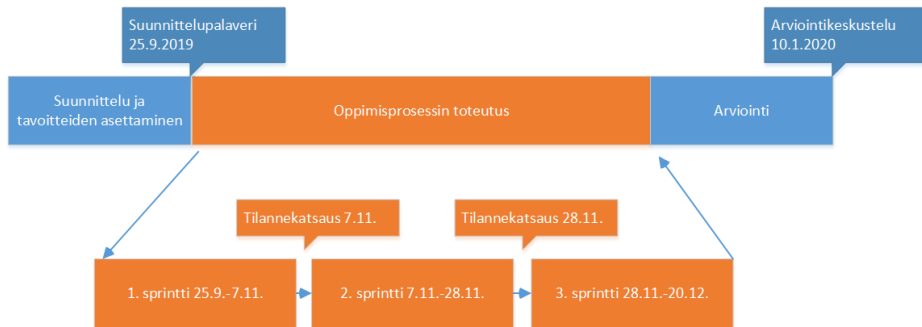 Suunnittelupalaveri
25.9.2019
Arviointikeskustelu
10.1.2020
Suunnittelu ja
tavoitteiden asettaminen
Oppimisprosessin toteutus
Arviointi
Tilannekatsaus 7.11.
Tilannekatsaus 28.11.
1. sprintti 25.9.-7.11.
2. sprintti 7.11.-28.11.
3. sprintti 28.11.-20.12.